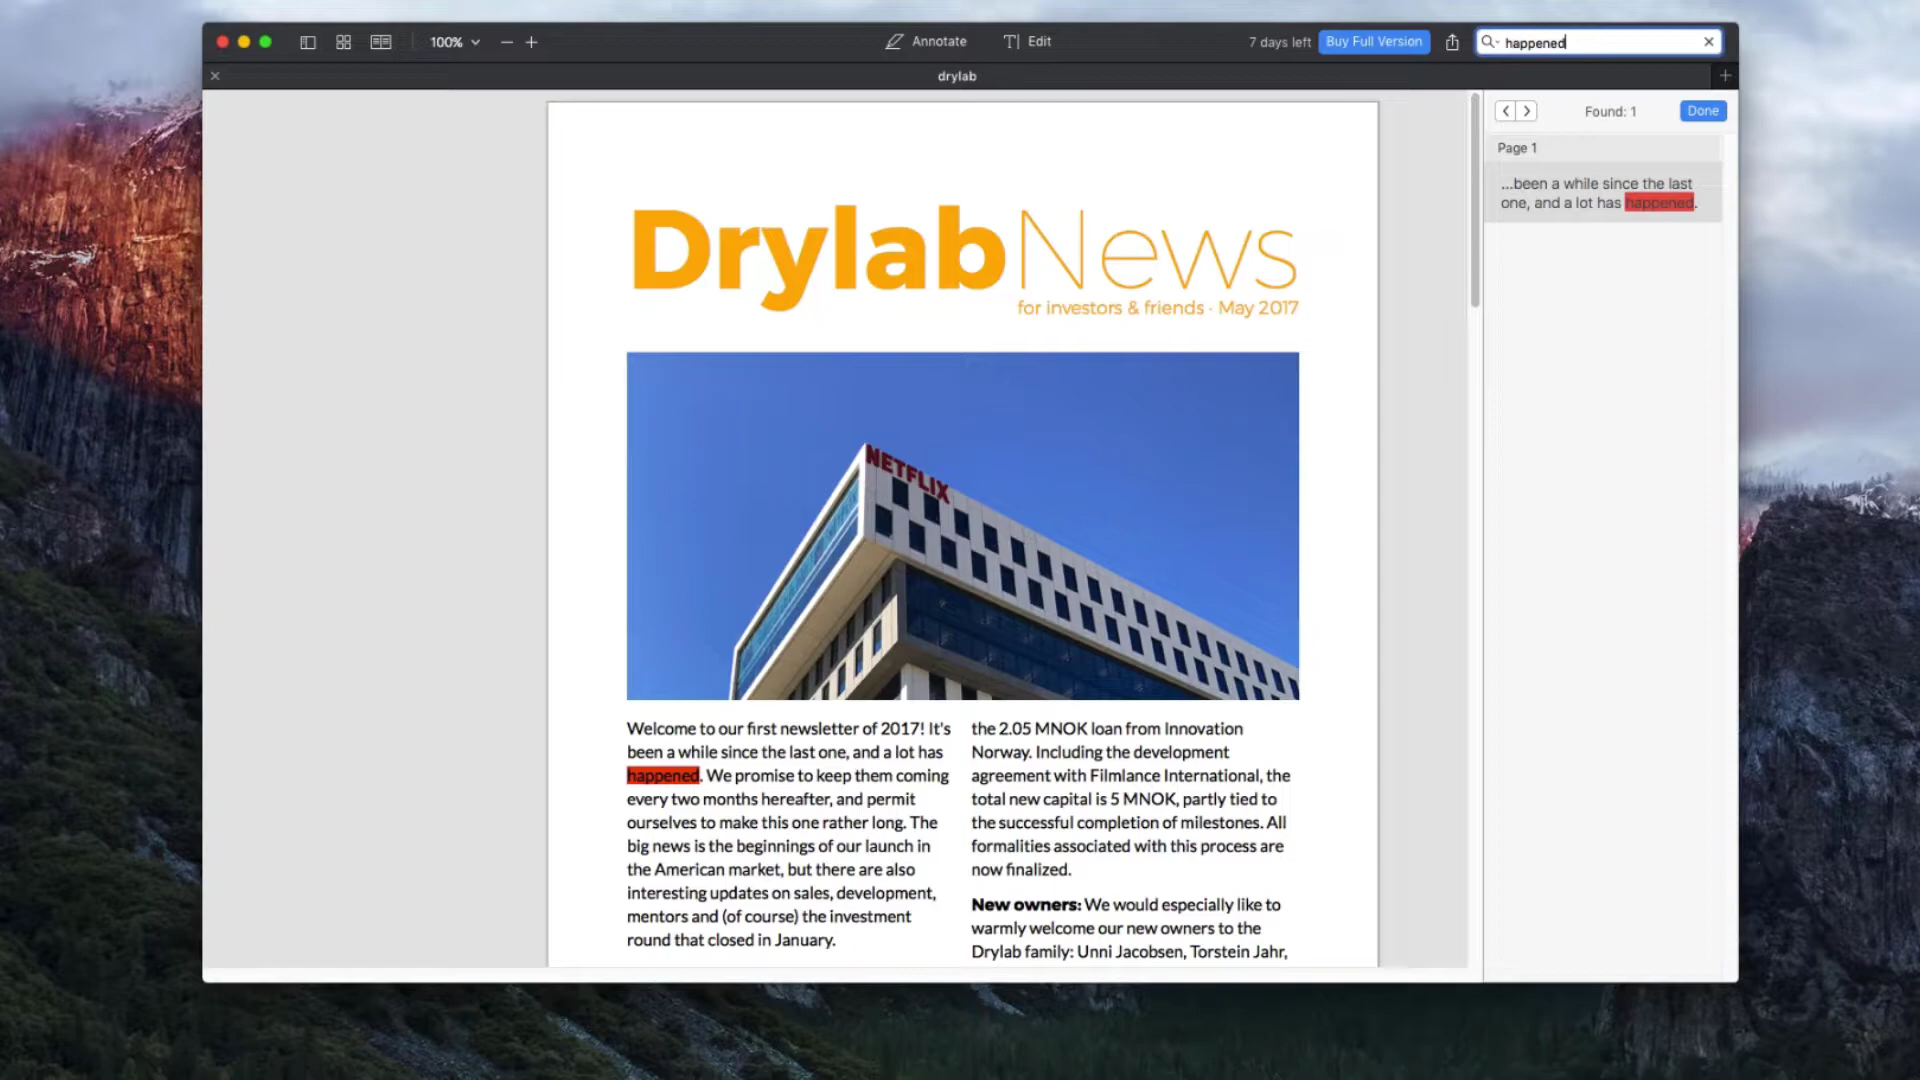 100%
Annotate
Edit
7 days left
Buy Full Version
happened
drylab
Found: 1
Done
Page 1
...been a while since the last
one, and a lot has happened.
DrylabNews
for investors & friends · May 2017
NETFLIX
Welcome to our first newsletter of 2017! It's
been a while since the last one, and a lot has
happened. We promise to keep them coming
every two months hereafter, and permit
ourselves to make this one rather long. The
big news is the beginnings of our launch in
the American market, but there are also
interesting updates on sales, development,
mentors and (of course) the investment
round that closed in January.
the 2.05 MNOK loan from Innovation
Norway. Including the development
agreement with Filmlance International, the
total new capital is 5 MNOK, partly tied to
the successful completion of milestones. All
formalities associated with this process are
now finalized.
New owners: We would especially like to
warmly welcome our new owners to the
Drylab family: Unni Jacobsen, Torstein Jahr,